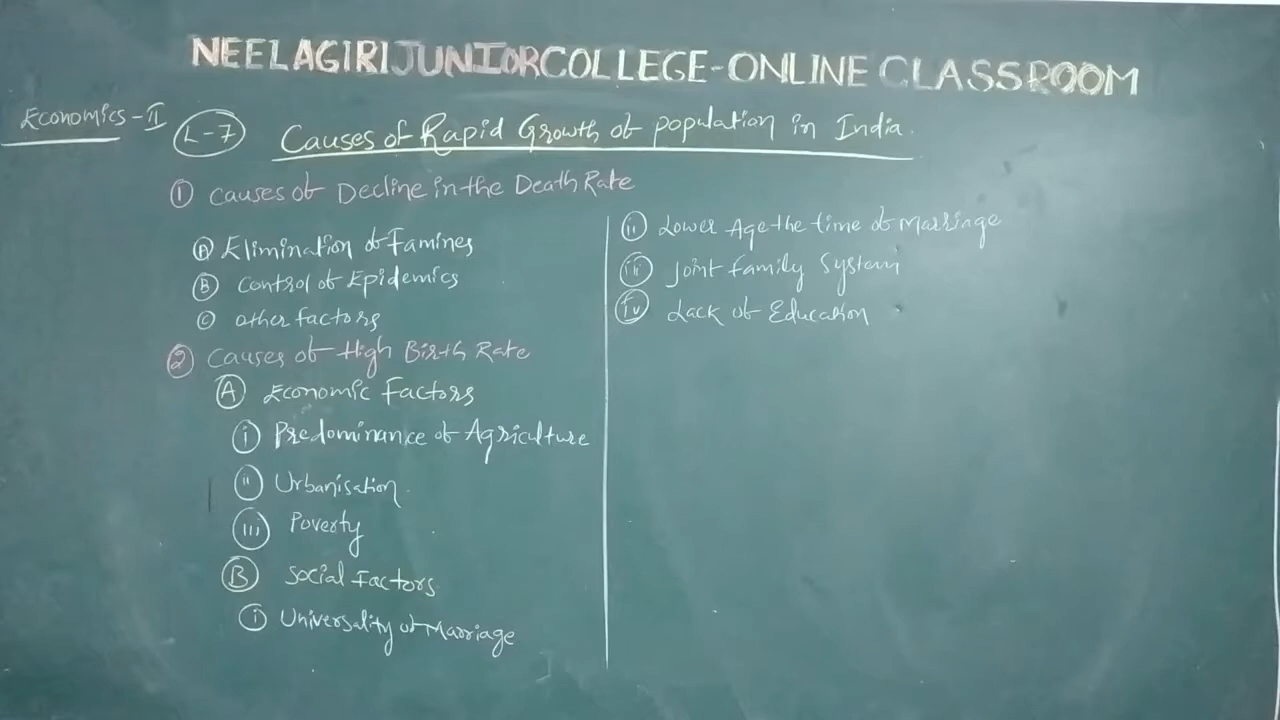 NEELAGIRI JUNIOR COLLEGE-ONLINE CLASSROOM
Economics-II
L-7 Causes of Rapid Growth of population in India.
① Causes of Decline in the Death Rate
Ⓐ Elimination of Famines
Ⓑ Control of Epidemics
Ⓒ other factors
② Causes of High Birth Rate
Ⓐ Economic Factors
ⓘ Predominance of Agriculture
(ii) Urbanisation.
(iii) Poverty
Ⓑ Social Factors.
ⓘ Universality of Marriage
(ii) Lower Age the time of Marriage
(iii) Joint family System
(iv) Lack of Education